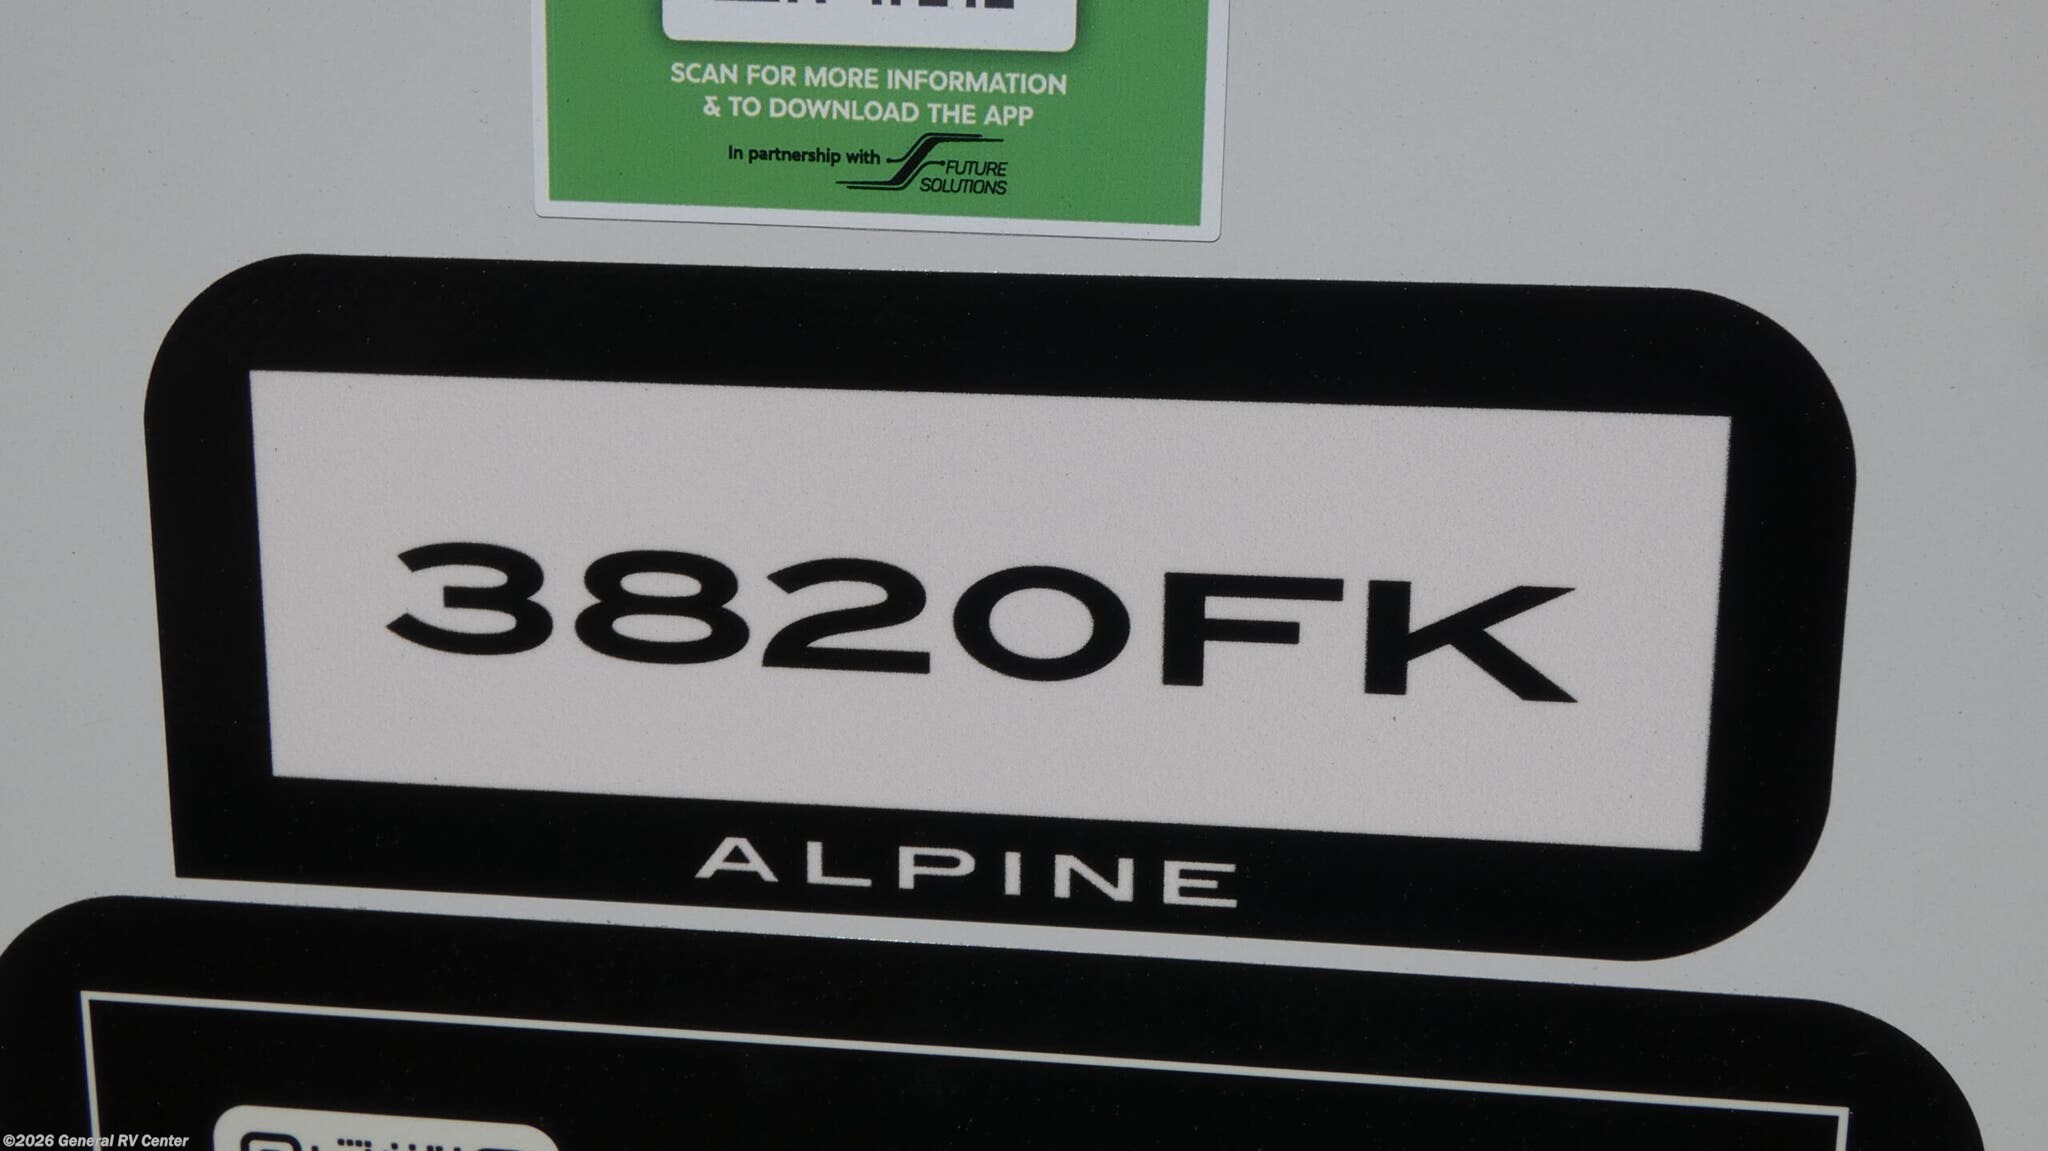 SCAN FOR MORE INFORMATION
& TO DOWNLOAD THE APP
In partnership with FUTURE
SOLUTIONS
3820FK
ALPINE
©2026 General RV Center